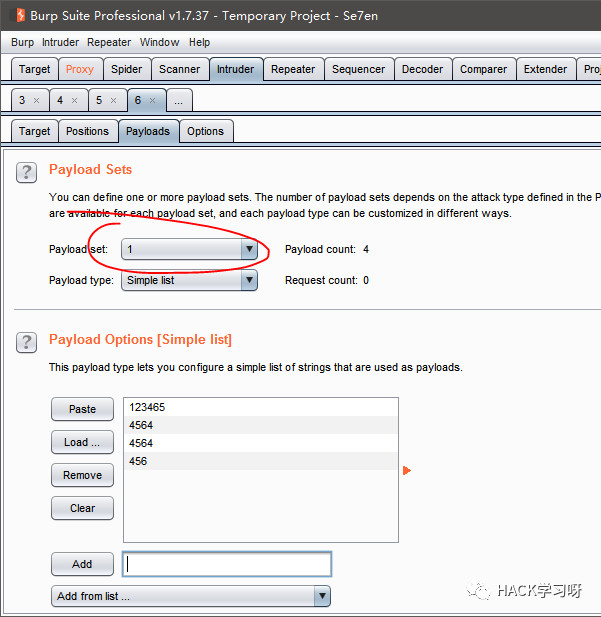 Burp Suite Professional v1.7.37 - Temporary Project - Se7en
Burp Intruder Repeater Window Help
Target Proxy Spider Scanner Intruder Repeater Sequencer Decoder Comparer Extender Proj
3 × 4 × 5 × 6 × ...
Target Positions Payloads Options
? Payload Sets
You can define one or more payload sets. The number of payload sets depends on the attack type defined in the P
are available for each payload set, and each payload type can be customized in different ways.
Payload set: 1 Payload count: 4
Payload type: Simple list Request count: 0
? Payload Options [Simple list]
This payload type lets you configure a simple list of strings that are used as payloads.
Paste 123465
4564
Load ... 4564
456
Remove
Clear
Add
Add from list ...
HACK学习呀